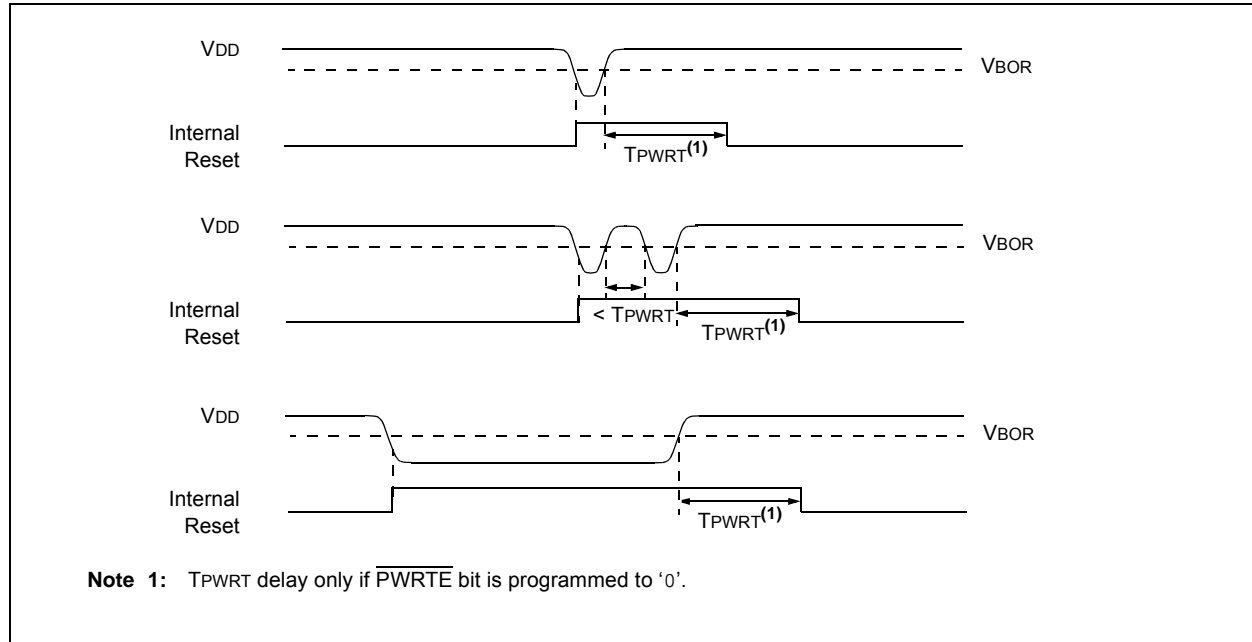 VDD
VBOR
Internal
Reset
TPWRT(1)
VDD
VBOR
Internal
Reset
< TPWRT
TPWRT(1)
VDD
VBOR
Internal
Reset
TPWRT(1)
Note 1: TPWRT delay only if PWRTE bit is programmed to ‘0’.